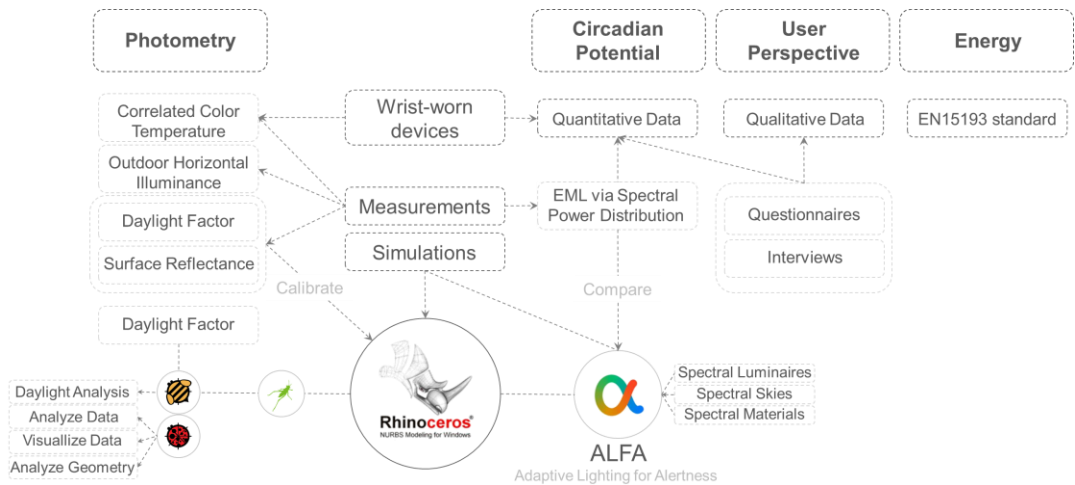 Photometry
Circadian
Potential
User
Perspective
Energy
Correlated Color
Temperature
Wrist-worn
devices
Quantitative Data
Qualitative Data
EN15193 standard
Outdoor Horizontal
Illuminance
Measurements
EML via Spectral
Power Distribution
Daylight Factor
Surface Reflectance
Simulations
Questionnaires
Interviews
Calibrate
Compare
Daylight Factor
Daylight Analysis
Analyze Data
Visuallize Data
Analyze Geometry
Rhinoceros®
NURBS Modeling for Windows
Spectral Luminaires
Spectral Skies
Spectral Materials
ALFA
Adaptive Lighting for Alertness